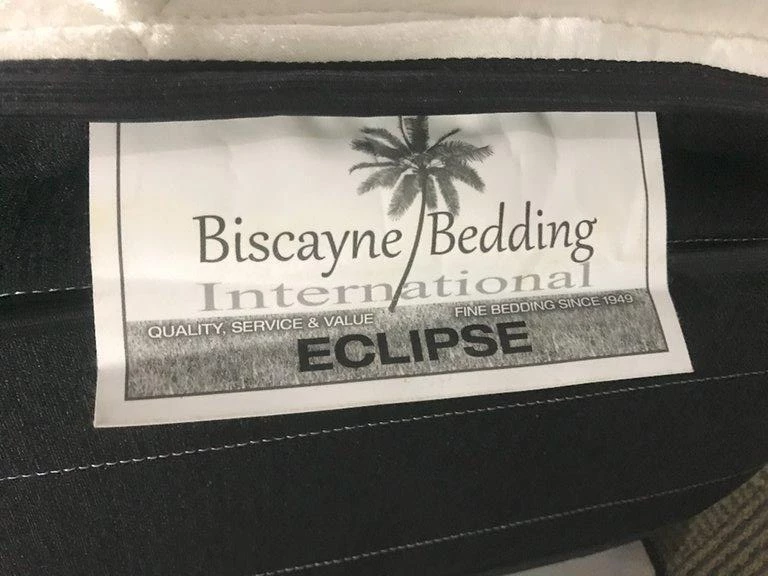 Biscayne Bedding
International
QUALITY, SERVICE & VALUE FINE BEDDING SINCE 1949
ECLIPSE